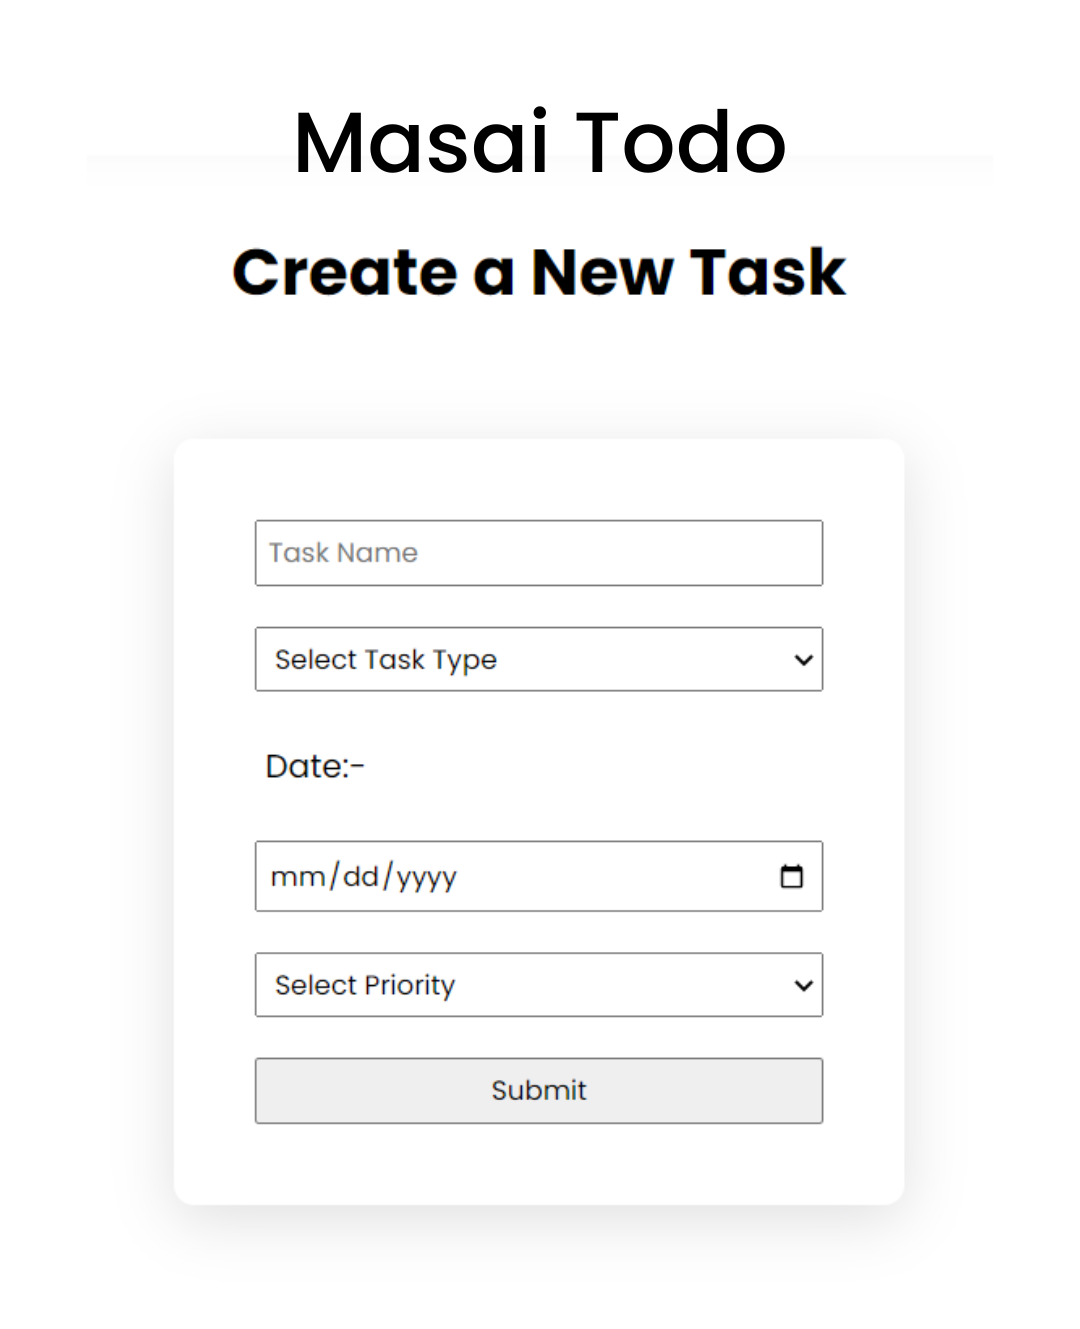 Masai Todo
Create a New Task
Task Name
Select Task Type
Date:-
mm/dd/yyyy
Select Priority
Submit